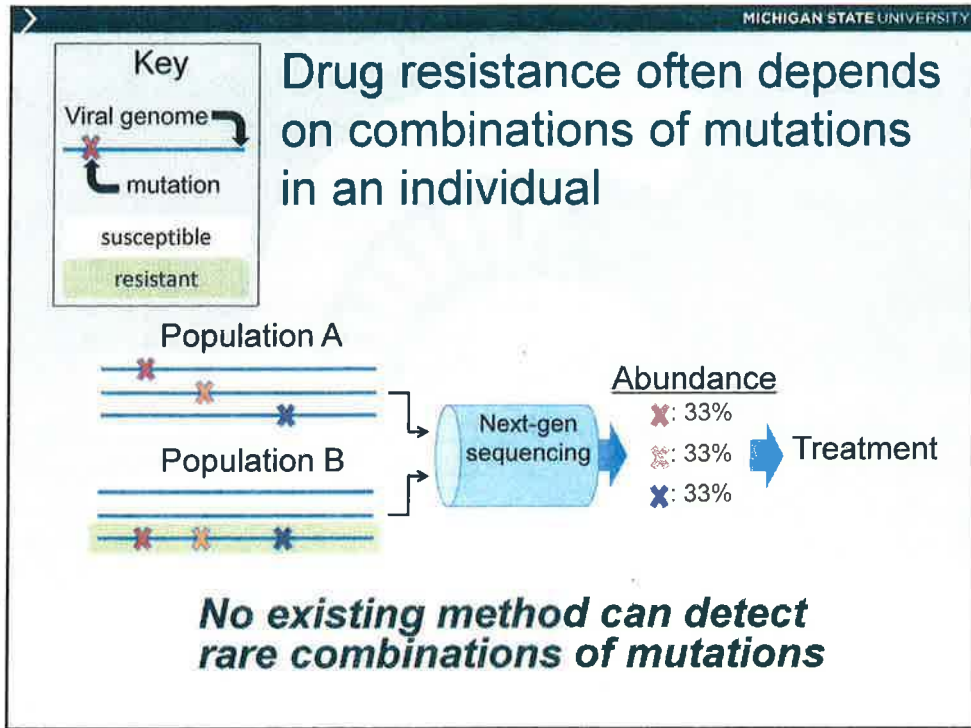 MICHIGAN STATE UNIVERSITY
Key
Viral genome
mutation
susceptible
resistant
Drug resistance often depends
on combinations of mutations
in an individual
Population A
Population B
Next-gen
sequencing
Abundance
: 33%
: 33%
: 33%
Treatment
No existing method can detect
rare combinations of mutations